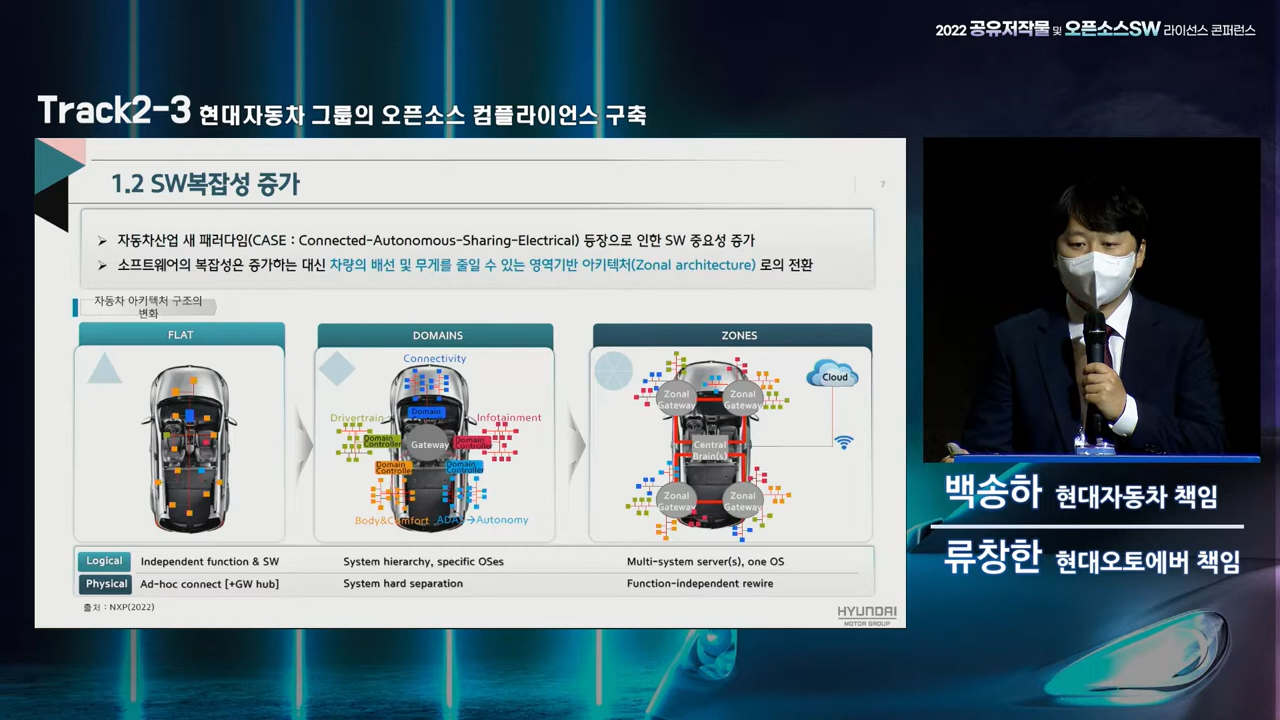 2022 공유저작물 및 오픈소스SW 라이선스 콘퍼런스
Track2-3 현대자동차 그룹의 오픈소스 컴플라이언스 구축
1.2 SW복잡성 증가
7
➢ 자동차산업 새 패러다임(CASE : Connected-Autonomous-Sharing-Electrical) 등장으로 인한 SW 중요성 증가
➢ 소프트웨어의 복잡성은 증가하는 대신 차량의 배선 및 무게를 줄일 수 있는 영역기반 아키텍처(Zonal architecture) 로의 전환
자동차 아키텍처 구조의
변화
FLAT
DOMAINS
Connectivity
Domain
Drivertrain
Infotainment
Domain
Controller
Gateway
Domain
Controller
Domain
Controller
Domain
Controller
Body&Comfort
ADAS→Autonomy
ZONES
Cloud
Zonal
Gateway
Zonal
Gateway
Central
Brain(s)
Zonal
Gateway
Zonal
Gateway
Logical Independent function & SW System hierarchy, specific OSes Multi-system server(s), one OS
Physical Ad-hoc connect [+GW hub] System hard separation Function-independent rewire
출처 : NXP(2022)
HYUNDAI
MOTOR GROUP
백송하 현대자동차 책임
류창한 현대오토에버 책임